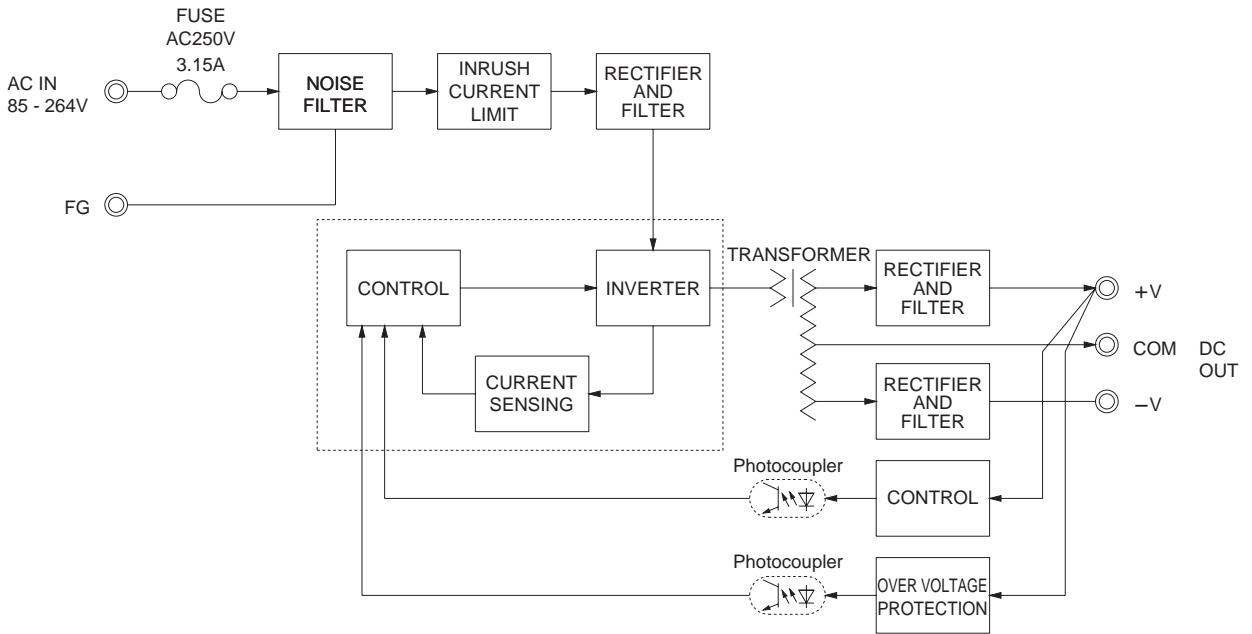 FUSE
AC250V
3.15A
AC IN
85 - 264V
NOISE
FILTER
INRUSH
CURRENT
LIMIT
RECTIFIER
AND
FILTER
FG
CONTROL
INVERTER
TRANSFORMER
RECTIFIER
AND
FILTER
+V
COM
DC
OUT
CURRENT
SENSING
RECTIFIER
AND
FILTER
−V
Photocoupler
CONTROL
Photocoupler
OVER VOLTAGE
PROTECTION